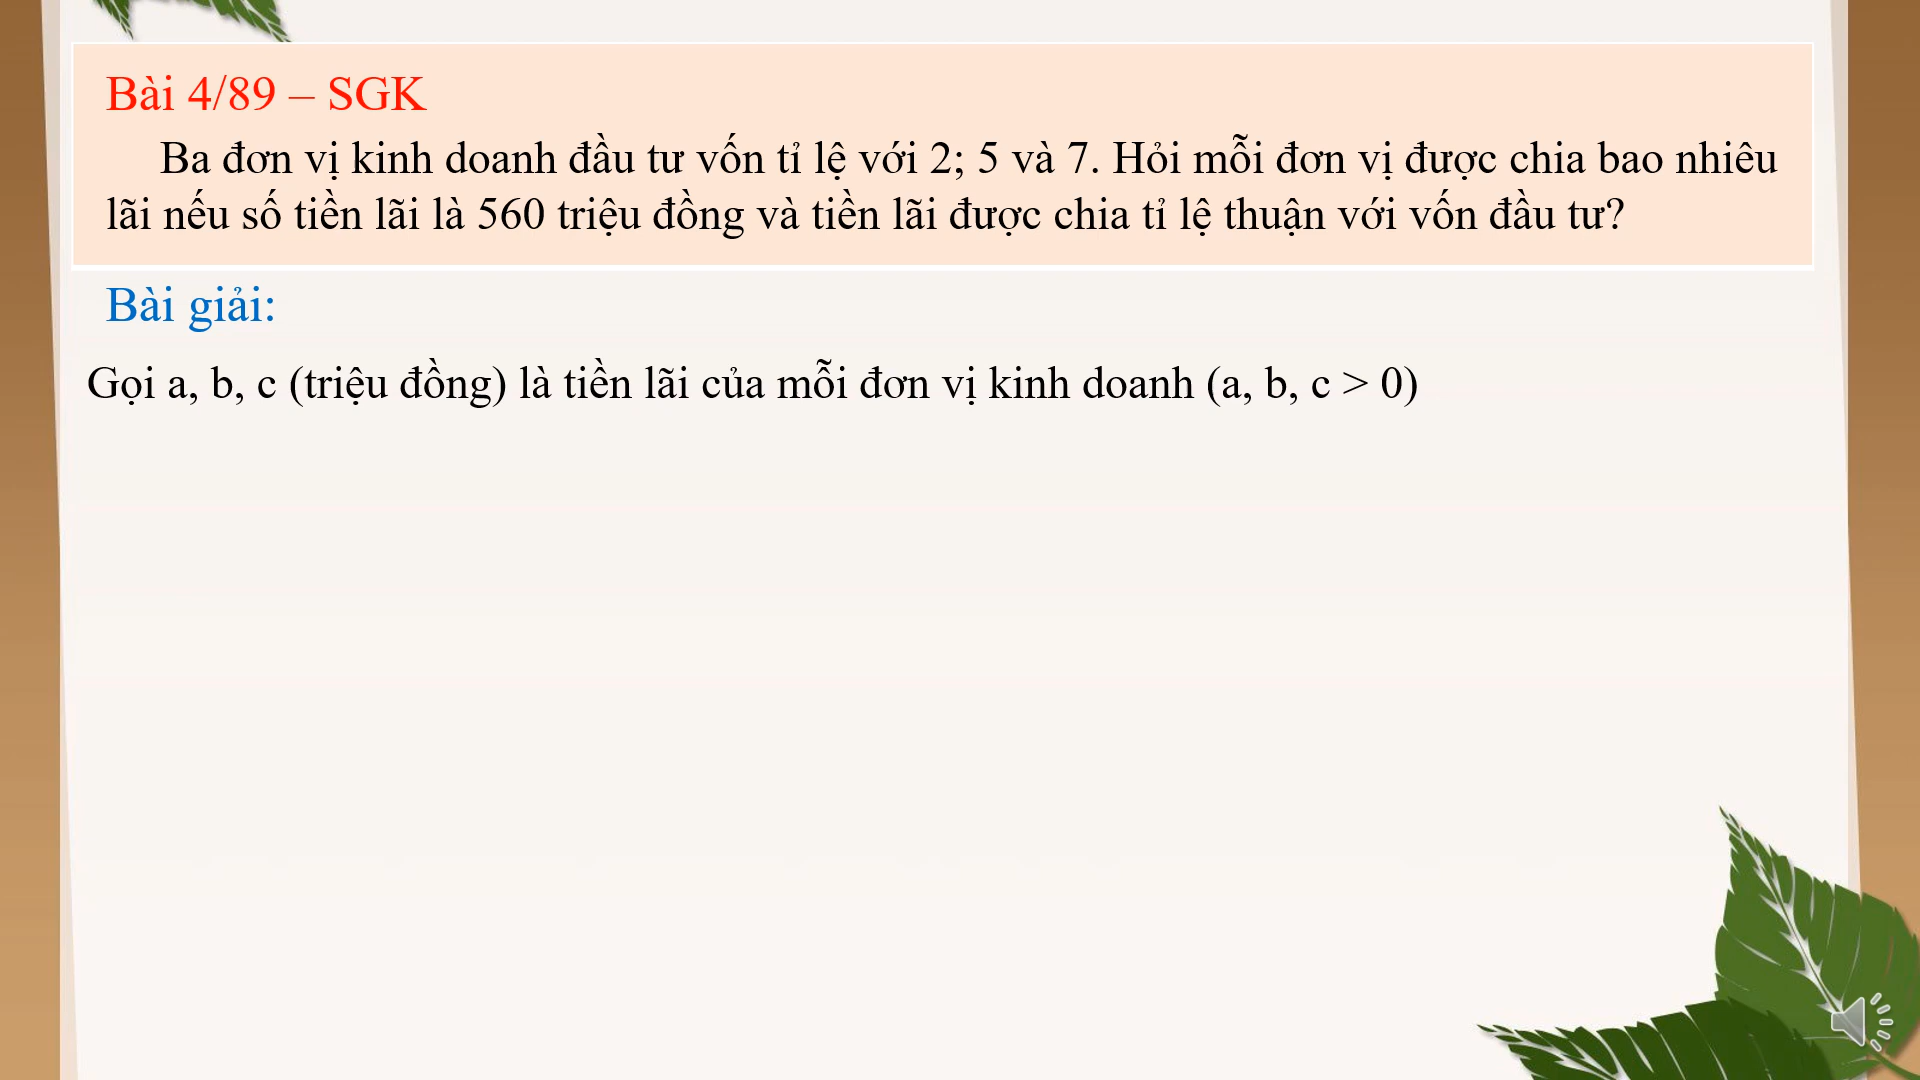 Bài 4/89 – SGK
Ba đơn vị kinh doanh đầu tư vốn tỉ lệ với 2; 5 và 7. Hỏi mỗi đơn vị được chia bao nhiêu
lãi nếu số tiền lãi là 560 triệu đồng và tiền lãi được chia tỉ lệ thuận với vốn đầu tư?
Bài giải:
Gọi a, b, c (triệu đồng) là tiền lãi của mỗi đơn vị kinh doanh (a, b, c > 0)